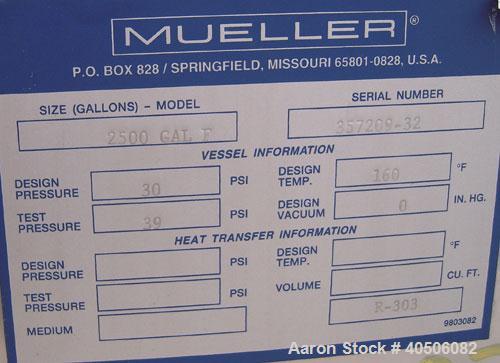 MUELLER®
P.O. BOX 828 / SPRINGFIELD, MISSOURI 65801-0828, U.S.A.
SIZE (GALLONS) – MODEL
SERIAL NUMBER
2500 GAL F
357209-32
VESSEL INFORMATION
DESIGN PRESSURE 30 PSI
DESIGN TEMP. 160 °F
TEST PRESSURE 39 PSI
DESIGN VACUUM 0 IN. HG.
HEAT TRANSFER INFORMATION
DESIGN PRESSURE PSI
DESIGN TEMP. °F
TEST PRESSURE PSI
VOLUME CU. FT.
MEDIUM
R-303
9803082
Aaron Stock # 40506082